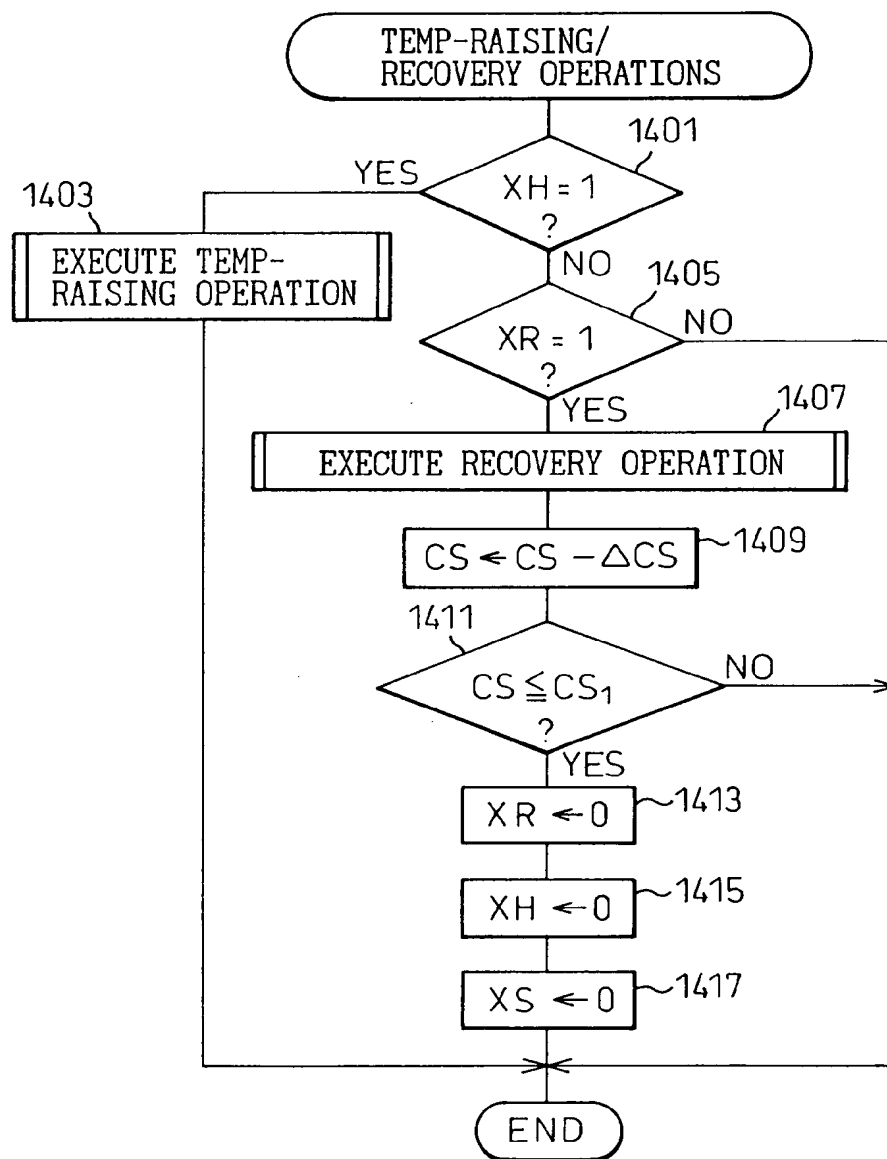 TEMP-RAISING/
RECOVERY OPERATIONS
1401
YES
XH = 1
?
1403
EXECUTE TEMP-
RAISING OPERATION
NO
1405
XR = 1
?
NO
YES
1407
EXECUTE RECOVERY OPERATION
CS ← CS − △CS
1409
1411
CS ≦ CS₁
?
NO
YES
XR ← 0
1413
XH ← 0
1415
XS ← 0
1417
END